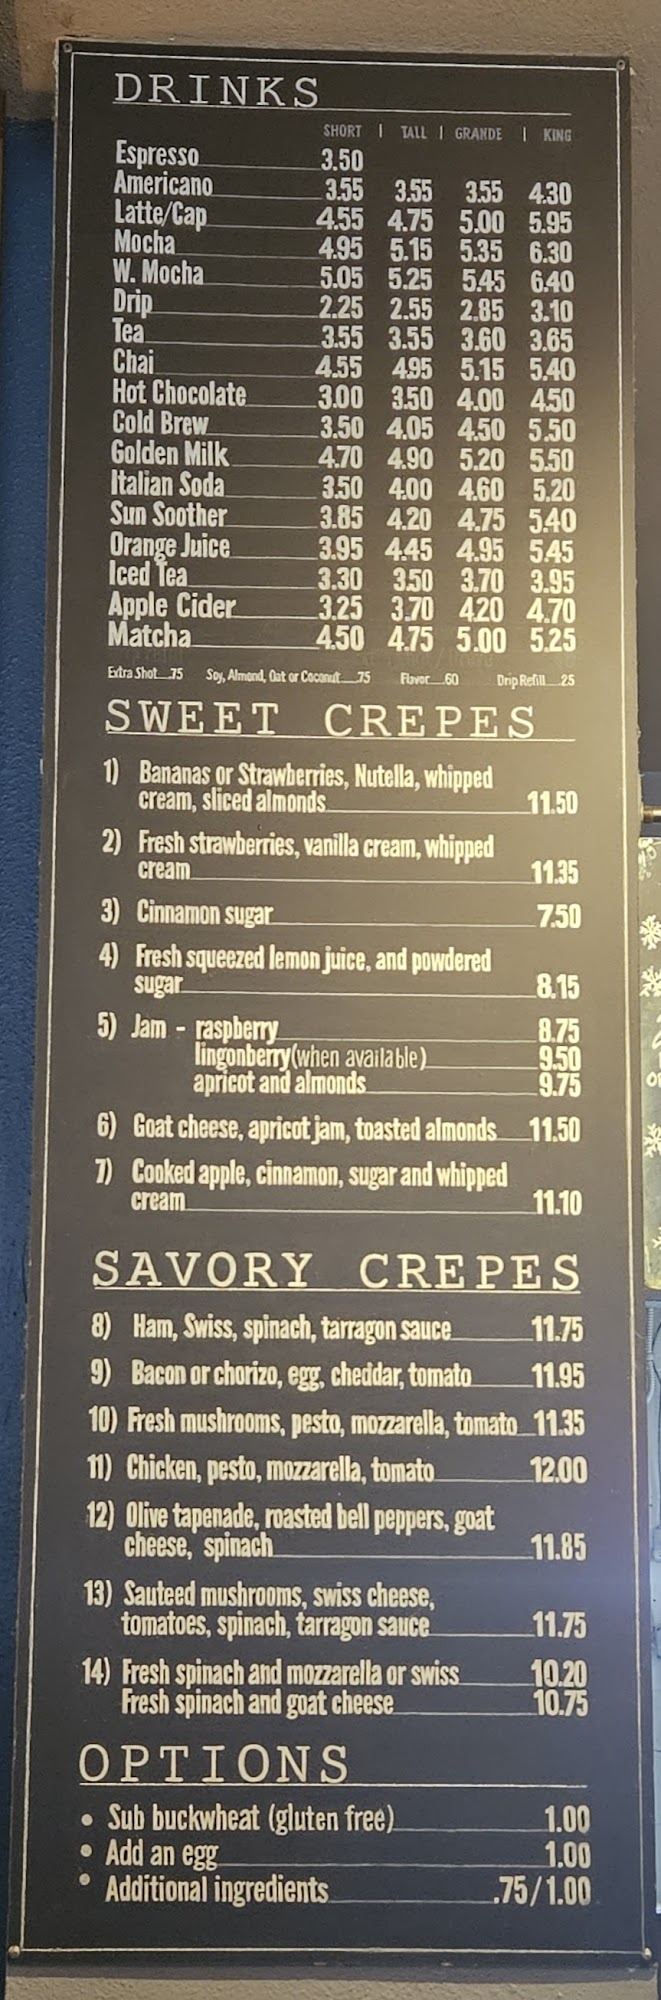 DRINKS
SHORT | TALL | GRANDE | KING
Espresso 3.50
Americano 3.55 3.55 3.55 4.30
Latte/Cap 4.55 4.75 5.00 5.95
Mocha 4.95 5.15 5.35 6.30
W. Mocha 5.05 5.25 5.45 6.40
Drip 2.25 2.55 2.85 3.10
Tea 3.55 3.55 3.60 3.65
Chai 4.55 4.95 5.15 5.40
Hot Chocolate 3.00 3.50 4.00 4.50
Cold Brew 3.50 4.05 4.50 5.50
Golden Milk 4.70 4.90 5.20 5.50
Italian Soda 3.50 4.00 4.60 5.20
Sun Soother 3.85 4.20 4.75 5.40
Orange Juice 3.95 4.45 4.95 5.45
Iced Tea 3.30 3.50 3.70 3.95
Apple Cider 3.25 3.70 4.20 4.70
Matcha 4.50 4.75 5.00 5.25
Extra Shot .75 Soy, Almond, Oat or Coconut .75 Flavor .60 Drip Refill .25
SWEET CREPES
1) Bananas or Strawberries, Nutella, whipped
cream, sliced almonds 11.50
2) Fresh strawberries, vanilla cream, whipped
cream 11.35
3) Cinnamon sugar 7.50
4) Fresh squeezed lemon juice, and powdered
sugar 8.15
5) Jam - raspberry 8.75
lingonberry(when available) 9.50
apricot and almonds 9.75
6) Goat cheese, apricot jam, toasted almonds 11.50
7) Cooked apple, cinnamon, sugar and whipped
cream 11.10
SAVORY CREPES
8) Ham, Swiss, spinach, tarragon sauce 11.75
9) Bacon or chorizo, egg, cheddar, tomato 11.95
10) Fresh mushrooms, pesto, mozzarella, tomato 11.35
11) Chicken, pesto, mozzarella, tomato 12.00
12) Olive tapenade, roasted bell peppers, goat
cheese, spinach 11.85
13) Sauteed mushrooms, swiss cheese,
tomatoes, spinach, tarragon sauce 11.75
14) Fresh spinach and mozzarella or swiss 10.20
Fresh spinach and goat cheese 10.75
OPTIONS
• Sub buckwheat (gluten free) 1.00
• Add an egg 1.00
• Additional ingredients .75/1.00